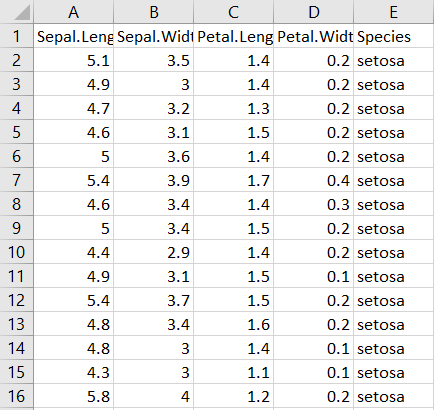 A B C D E
1 Sepal.Leng Sepal.Widt Petal.Leng Petal.Widt Species
2 5.1 3.5 1.4 0.2 setosa
3 4.9 3 1.4 0.2 setosa
4 4.7 3.2 1.3 0.2 setosa
5 4.6 3.1 1.5 0.2 setosa
6 5 3.6 1.4 0.2 setosa
7 5.4 3.9 1.7 0.4 setosa
8 4.6 3.4 1.4 0.3 setosa
9 5 3.4 1.5 0.2 setosa
10 4.4 2.9 1.4 0.2 setosa
11 4.9 3.1 1.5 0.1 setosa
12 5.4 3.7 1.5 0.2 setosa
13 4.8 3.4 1.6 0.2 setosa
14 4.8 3 1.4 0.1 setosa
15 4.3 3 1.1 0.1 setosa
16 5.8 4 1.2 0.2 setosa